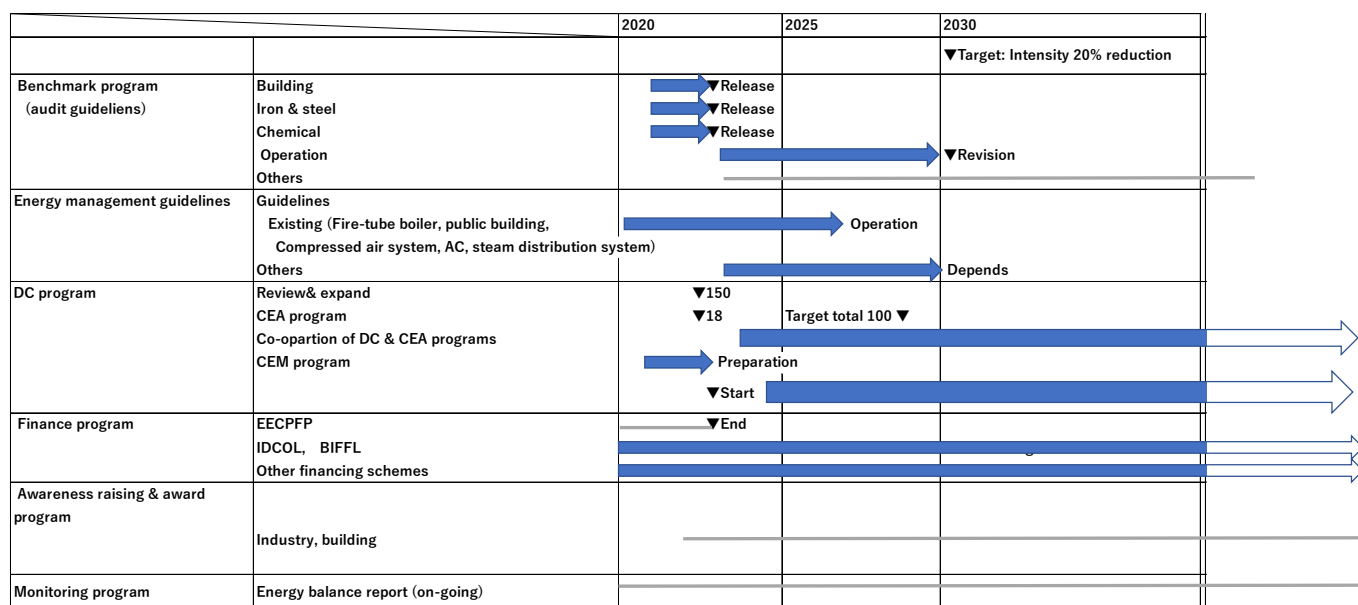 2020 2025 2030
▼Target: Intensity 20% reduction
Benchmark program Building ▼Release
(audit guideliens) Iron & steel ▼Release
Chemical ▼Release
Operation ▼Revision
Others
Energy management guidelines Guidelines
Existing (Fire-tube boiler, public building, Operation
Compressed air system, AC, steam distribution system)
Others Depends
DC program Review& expand ▼150
CEA program ▼18 Target total 100 ▼
Co-opartion of DC & CEA programs
CEM program Preparation
▼Start
Finance program EECPFP ▼End
IDCOL, BIFFL
Other financing schemes
Awareness raising & award
program
Industry, building
Monitoring program Energy balance report (on-going)